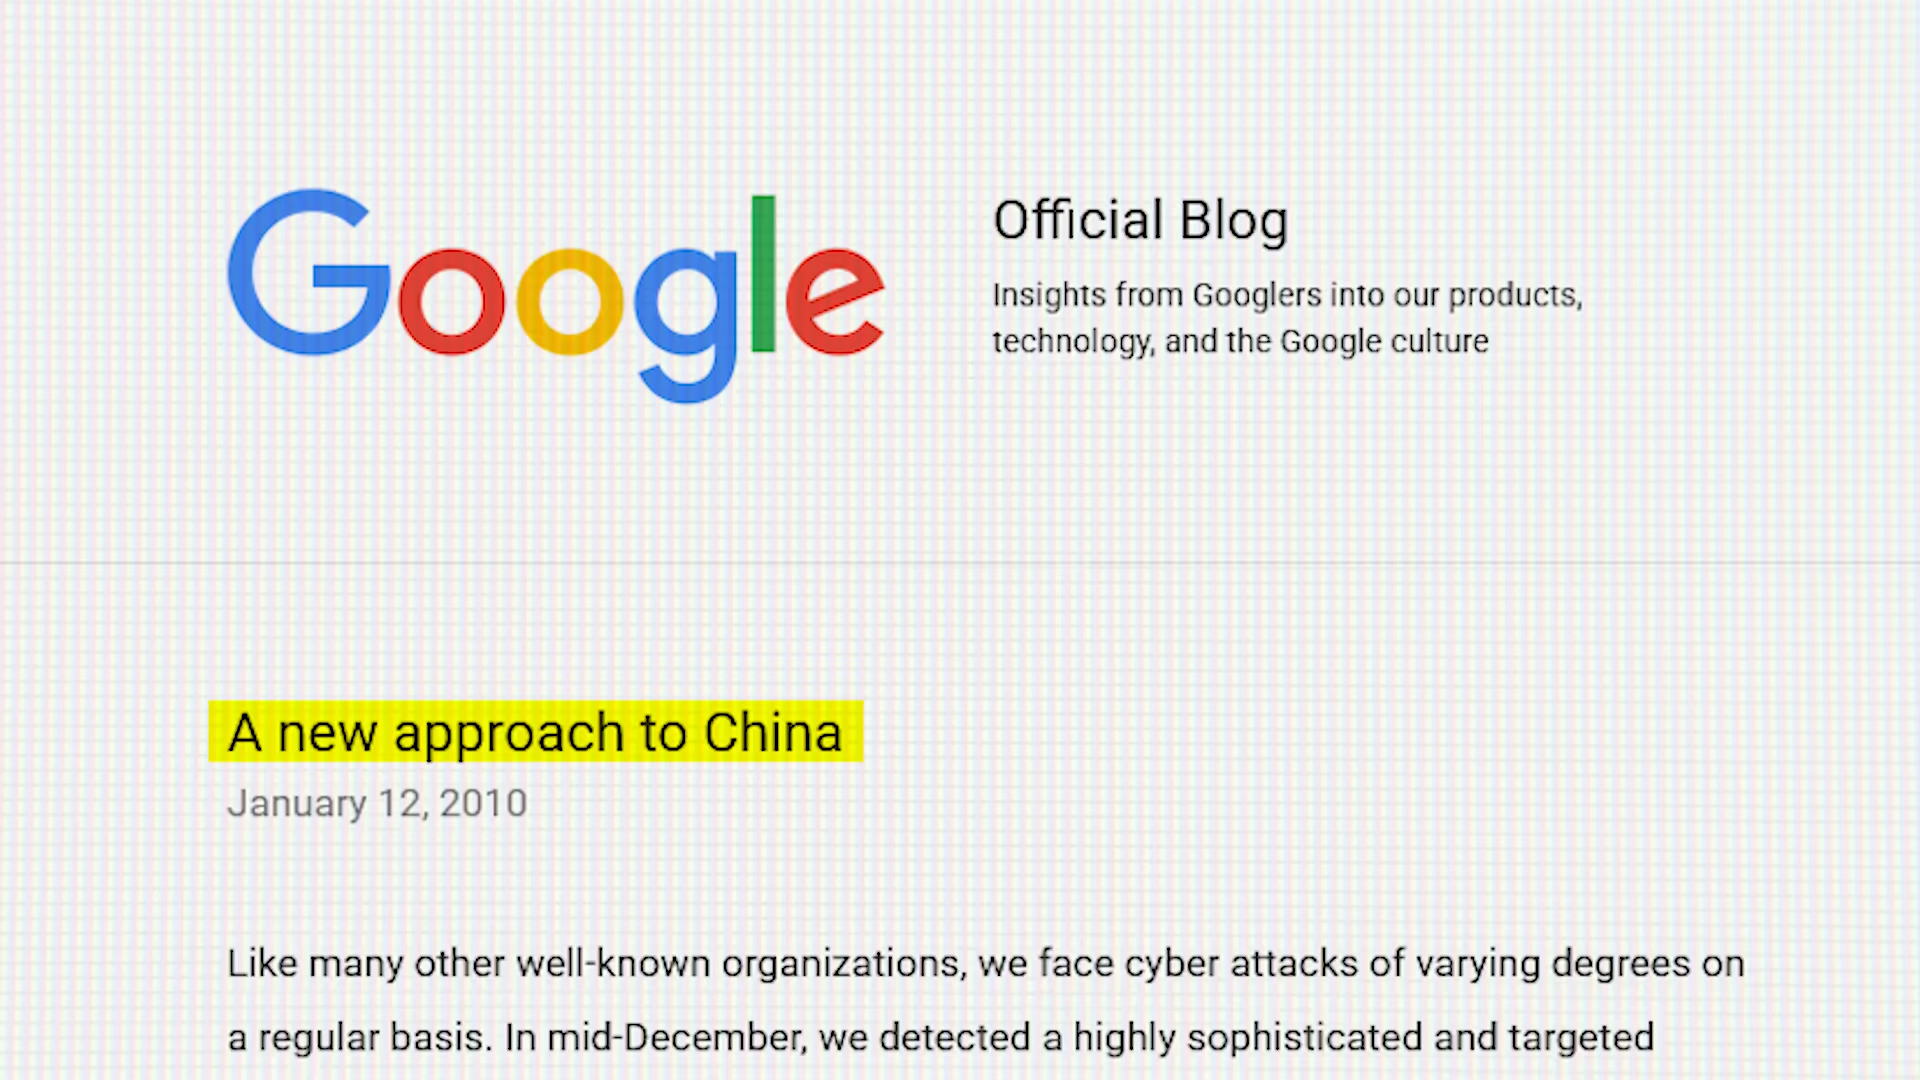 Google
Official Blog
Insights from Googlers into our products,
technology, and the Google culture
A new approach to China
January 12, 2010
Like many other well-known organizations, we face cyber attacks of varying degrees on
a regular basis. In mid-December, we detected a highly sophisticated and targeted